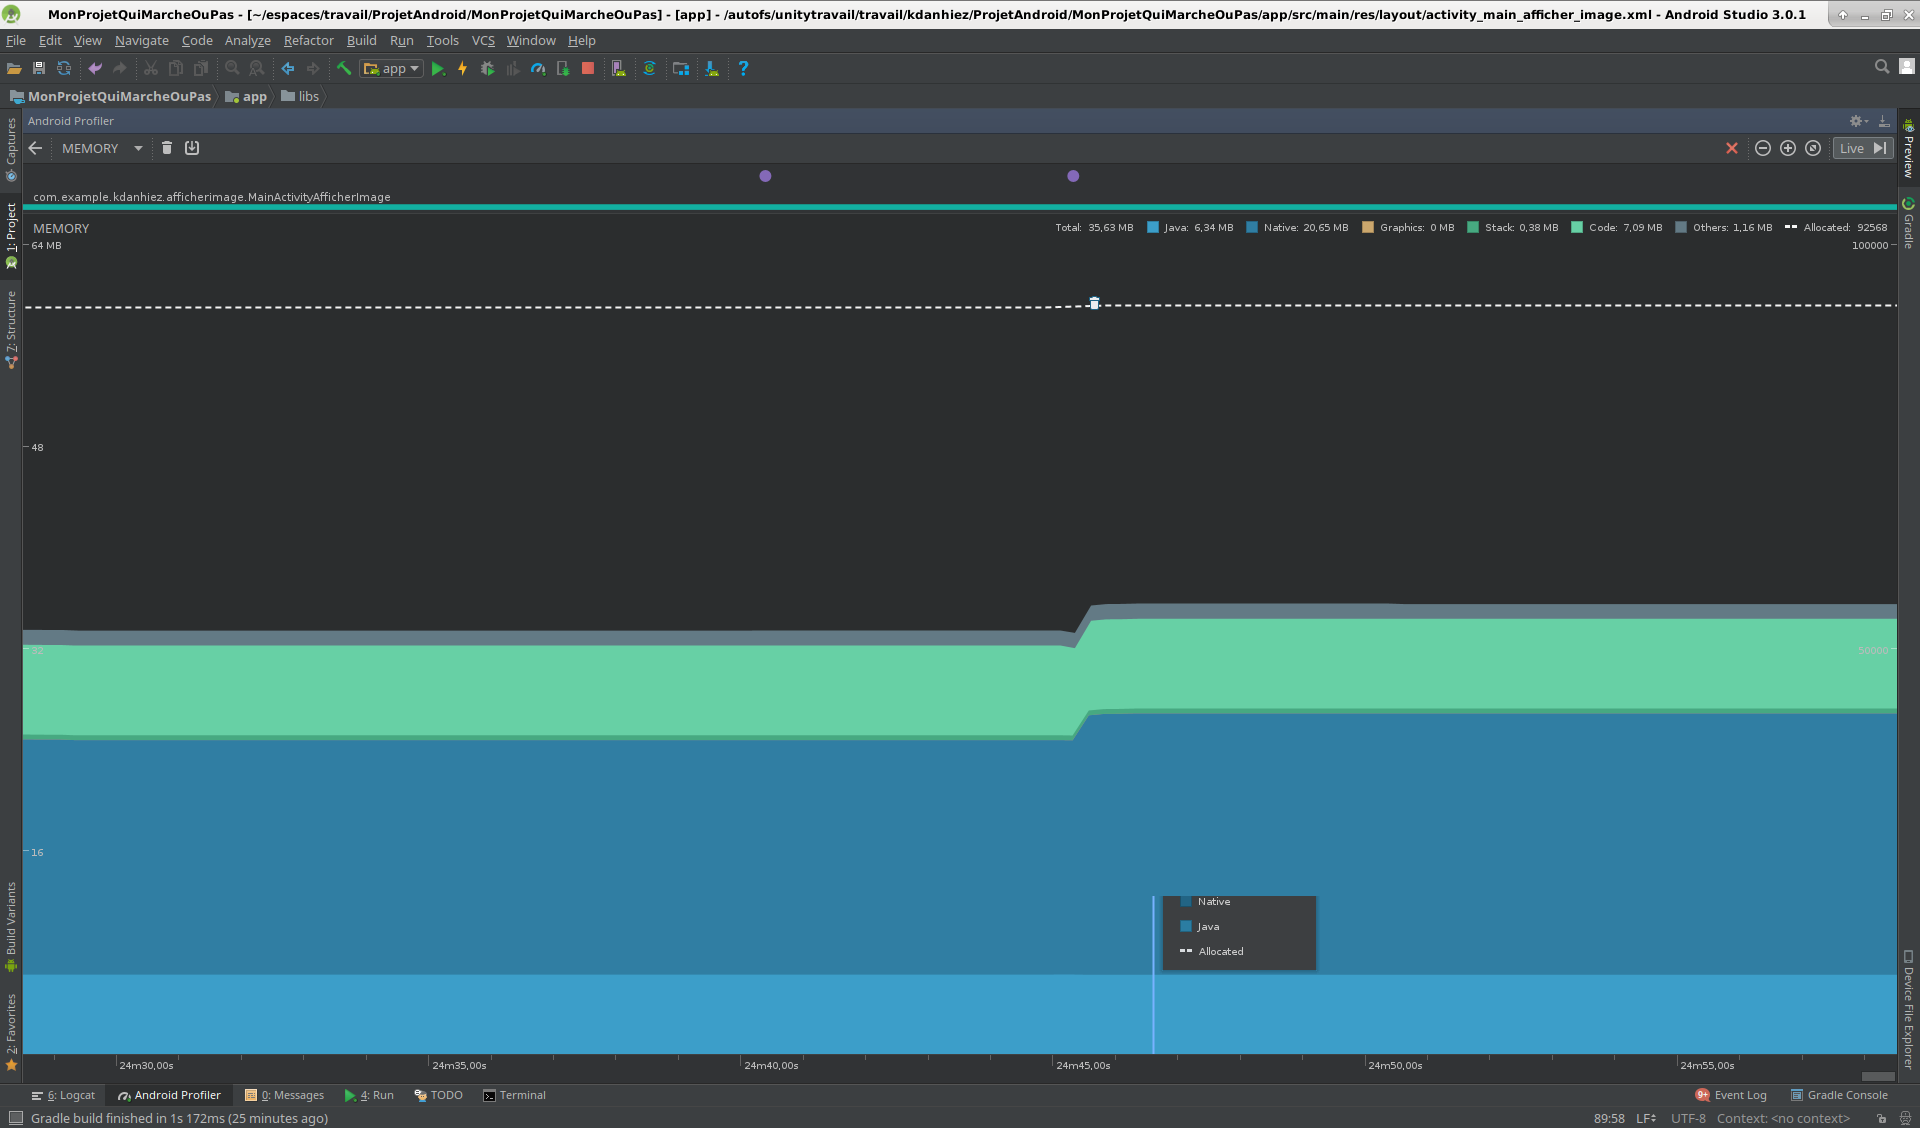 MonProjetQuiMarcheOuPas - [~/espaces/travail/ProjetAndroid/MonProjetQuiMarcheOuPas] - [app] - /autofs/unitytravail/travail/kdanhiez/ProjetAndroid/MonProjetQuiMarcheOuPas/app/src/main/res/layout/activity_main_afficher_image.xml - Android Studio 3.0.1
File Edit View Navigate Code Analyze Refactor Build Run Tools VCS Window Help
app
MonProjetQuiMarcheOuPas app libs
Android Profiler
MEMORY
Live
com.example.kdanhiez.afficherimage.MainActivityAfficherImage
MEMORY
Total: 35,63 MB Java: 6,34 MB Native: 20,65 MB Graphics: 0 MB Stack: 0,38 MB Code: 7,09 MB Others: 1,16 MB Allocated: 92568
64 MB
100000
48
32
50000
16
Native
Java
Allocated
24m30,00s 24m35,00s 24m40,00s 24m45,00s 24m50,00s 24m55,00s
Captures
1: Project
7: Structure
Build Variants
2: Favorites
Preview
Gradle
Device File Explorer
6: Logcat Android Profiler 0: Messages 4: Run TODO Terminal
9+ Event Log Gradle Console
Gradle build finished in 1s 172ms (25 minutes ago)
89:58 LF UTF-8 Context: <no context>